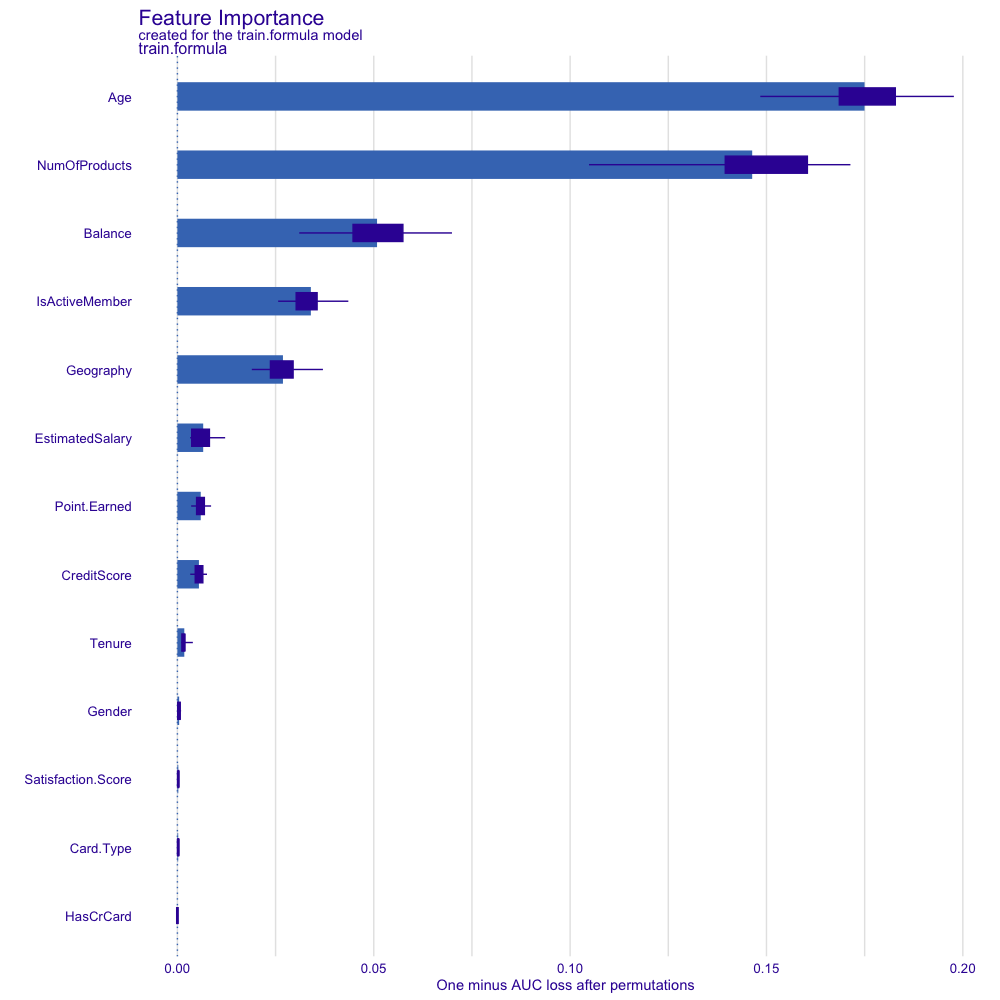 Feature Importance
created for the train.formula model
train.formula
Age
NumOfProducts
Balance
IsActiveMember
Geography
EstimatedSalary
Point.Earned
CreditScore
Tenure
Gender
Satisfaction.Score
Card.Type
HasCrCard
0.00 0.05 0.10 0.15 0.20
One minus AUC loss after permutations